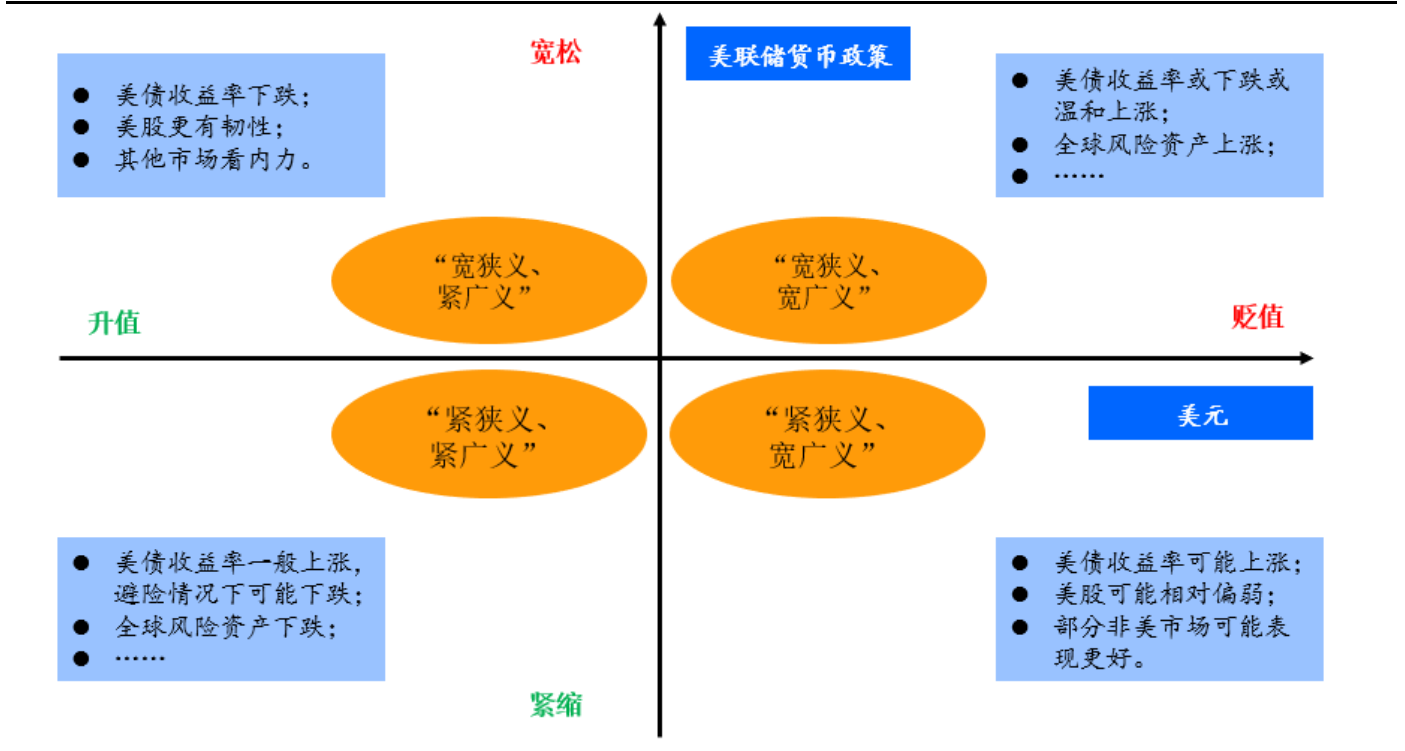 宽松
美联储货币政策
● 美债收益率下跌；
● 美股更有韧性；
● 其他市场看内力。
● 美债收益率或下跌或
温和上涨；
● 全球风险资产上涨；
● ……
“宽狭义、
紧广义”
“宽狭义、
宽广义”
升值
贬值
“紧狭义、
紧广义”
“紧狭义、
宽广义”
美元
● 美债收益率一般上涨，
避险情况下可能下跌；
● 全球风险资产下跌；
● ……
● 美债收益率可能上涨；
● 美股可能相对偏弱；
● 部分非美市场可能表
现更好。
紧缩